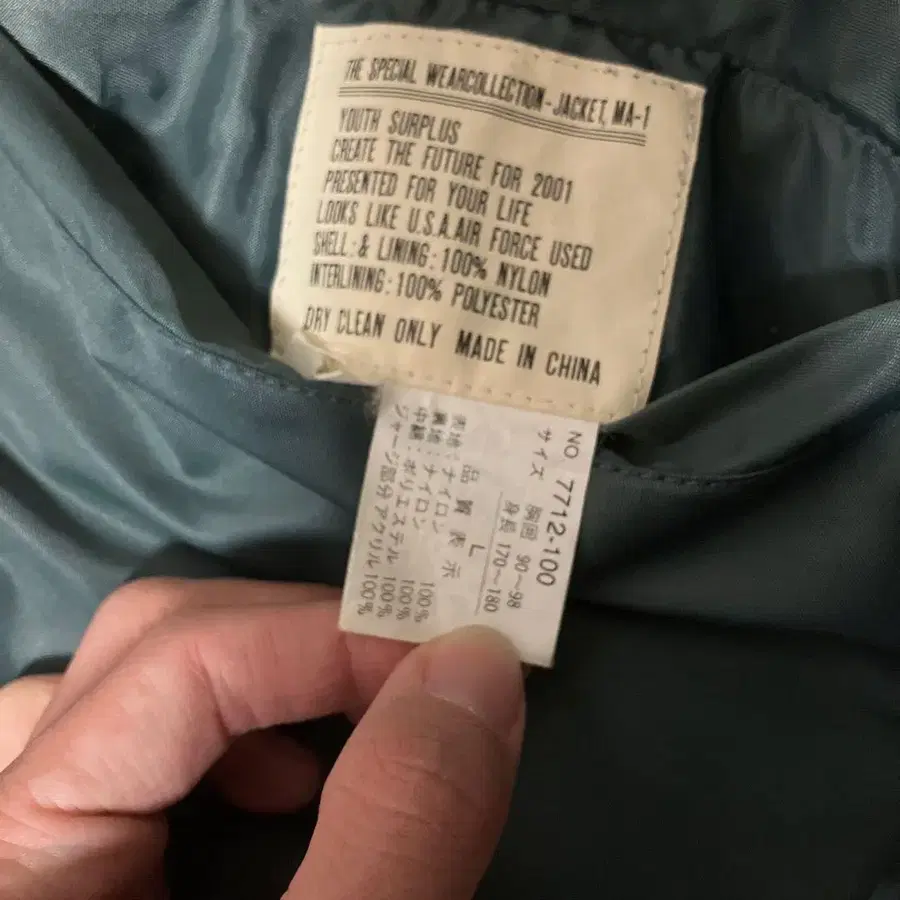 THE SPECIAL WEARCOLLECTION-JACKET, MA-1
YOUTH SURPLUS
CREATE THE FUTURE FOR 2001
PRESENTED FOR YOUR LIFE
LOOKS LIKE U.S.A.AIR FORCE USED
SHELL:& LINING:100% NYLON
INTERLINING:100% POLYESTER
DRY CLEAN ONLY MADE IN CHINA
NO. 7712-100
サイズ 胸囲 90~98
身長 170~180
L
品質表示
表地:ナイロン 100%
裏地:ナイロン 100%
中綿:ポリエステル 100%
ジャージ部分アクリル100%